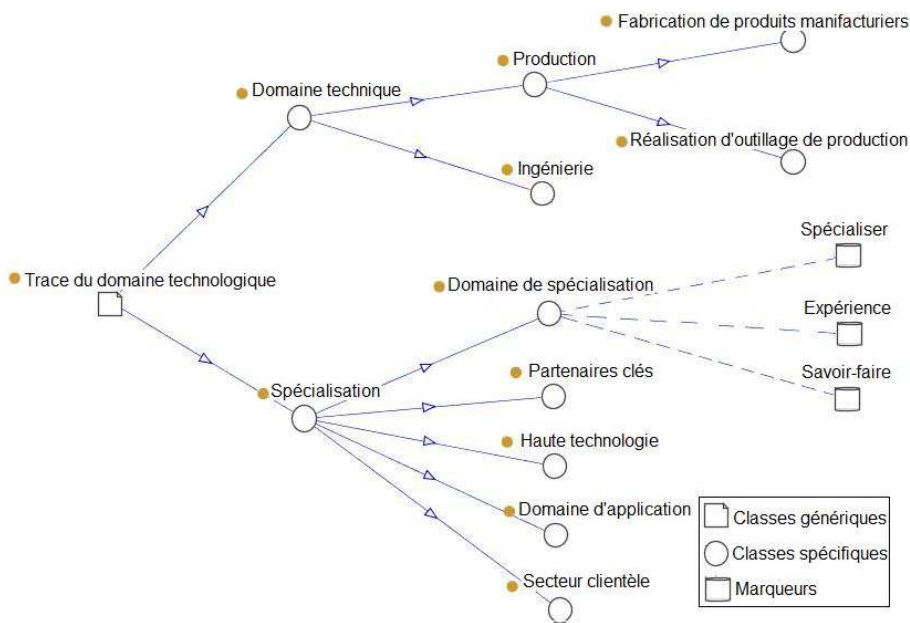 Fabrication de produits manifacturiers
Production
Domaine technique
Réalisation d'outillage de production
Ingénierie
Spécialiser
Trace du domaine technologique
Domaine de spécialisation
Expérience
Partenaires clés
Savoir-faire
Spécialisation
Haute technologie
Domaine d'application
Secteur clientèle
Classes génériques
Classes spécifiques
Marqueurs